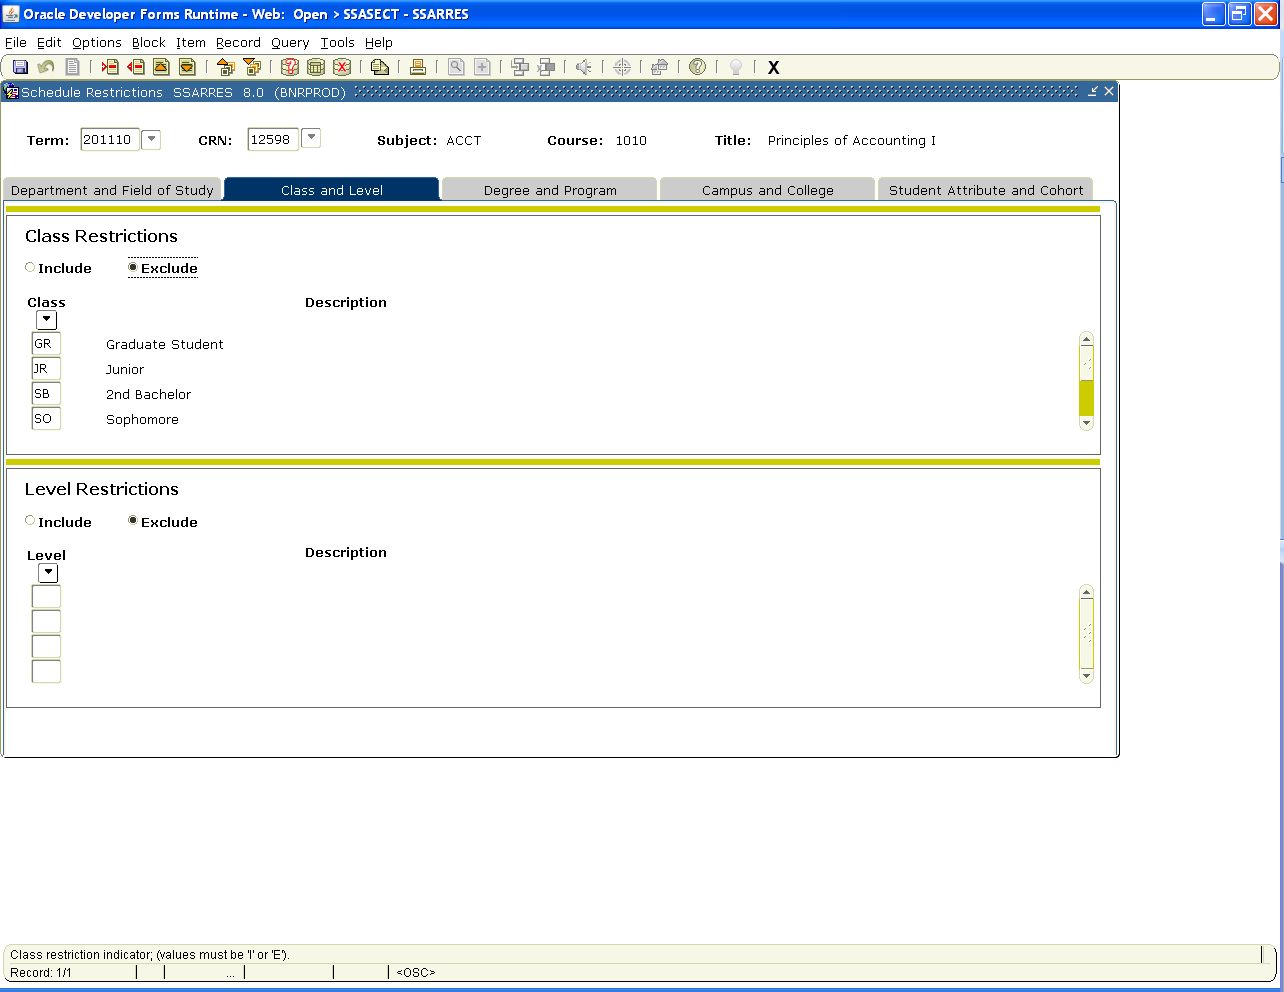 Oracle Developer Forms Runtime - Web: Open > SSASECT - SSARRES
File Edit Options Block Item Record Query Tools Help
X
Schedule Restrictions SSARRES 8.0 (BNRPROD)
Term: 201110 CRN: 12598 Subject: ACCT Course: 1010 Title: Principles of Accounting I
Department and Field of Study Class and Level Degree and Program Campus and College Student Attribute and Cohort
Class Restrictions
Include Exclude
Class Description
GR Graduate Student
JR Junior
SB 2nd Bachelor
SO Sophomore
Level Restrictions
Include Exclude
Level Description
Class restriction indicator; (values must be 'I' or 'E').
Record: 1/1 ... <OSC>